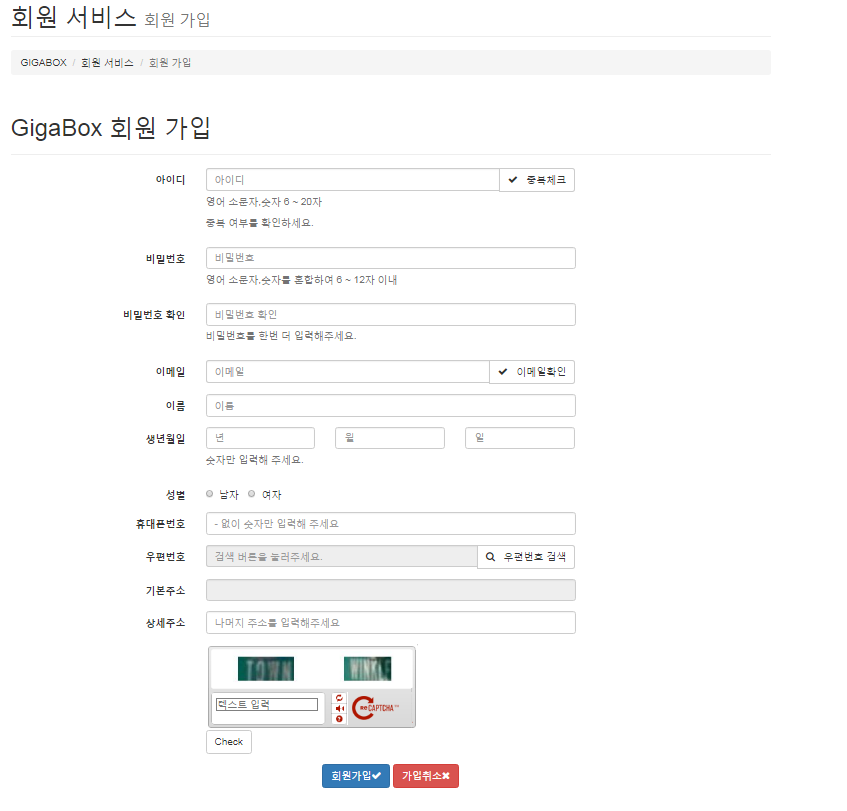 회원 서비스 회원 가입
GIGABOX / 회원 서비스 / 회원 가입
GigaBox 회원 가입
아이디 아이디 중복체크
영어 소문자,숫자 6 ~ 20자
중복 여부를 확인하세요.
비밀번호 비밀번호
영어 소문자,숫자를 혼합하여 6 ~ 12자 이내
비밀번호 확인 비밀번호 확인
비밀번호를 한번 더 입력해주세요.
이메일 이메일 이메일확인
이름 이름
생년월일 년 월 일
숫자만 입력해 주세요.
성별 남자 여자
휴대폰번호 - 없이 숫자만 입력해 주세요
우편번호 검색 버튼을 눌러주세요. 우편번호 검색
기본주소
상세주소 나머지 주소를 입력해주세요
TOWN WINKLE
텍스트 입력 reCAPTCHA™
Check
회원가입 가입취소